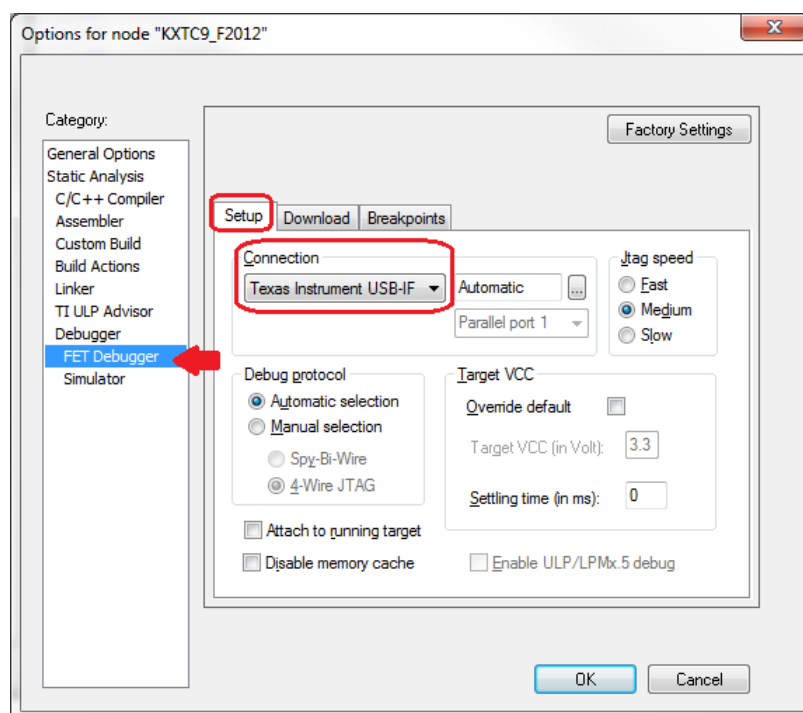 Options for node "KXTC9_F2012"
Category:
Factory Settings
General Options
Static Analysis
C/C++ Compiler
Assembler
Custom Build
Build Actions
Linker
TI ULP Advisor
Debugger
FET Debugger
Simulator
Setup Download Breakpoints
Connection
Texas Instrument USB-IF Automatic ...
Parallel port 1
Jtag speed
Fast
Medium
Slow
Debug protocol
Automatic selection
Manual selection
Spy-Bi-Wire
4-Wire JTAG
Target VCC
Override default
Target VCC (in Volt): 3.3
Settling time (in ms): 0
Attach to running target
Disable memory cache
Enable ULP/LPMx.5 debug
OK Cancel